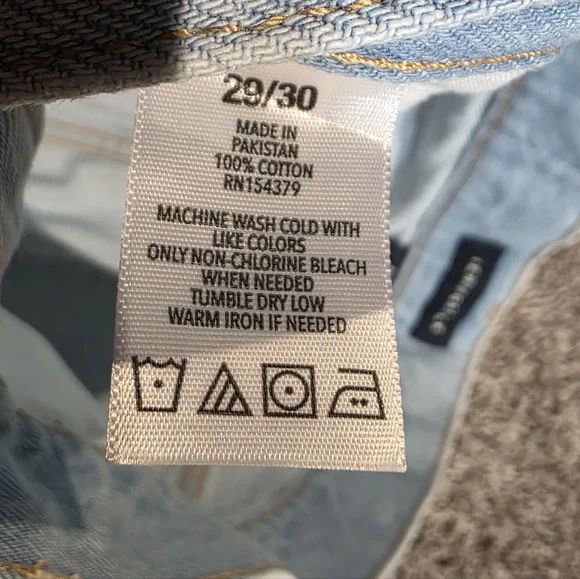 29/30
MADE IN
PAKISTAN
100% COTTON
RN154379
MACHINE WASH COLD WITH
LIKE COLORS
ONLY NON-CHLORINE BLEACH
WHEN NEEDED
TUMBLE DRY LOW
WARM IRON IF NEEDED